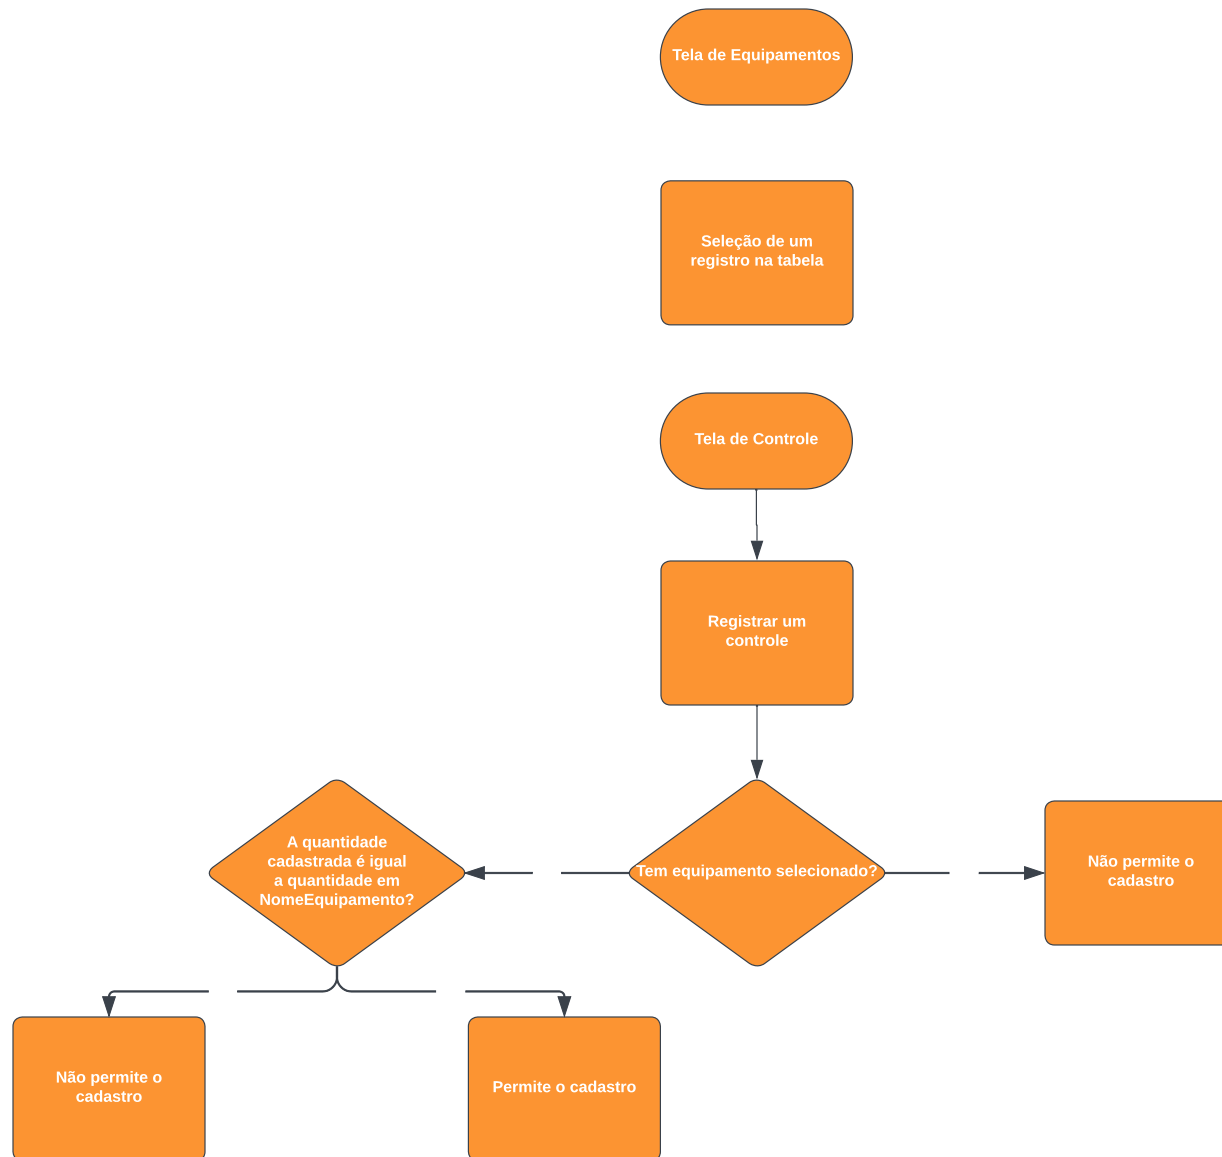 Tela de Equipamentos
Seleção de um
registro na tabela
Tela de Controle
Registrar um
controle
A quantidade
cadastrada é igual
a quantidade em
NomeEquipamento?
Tem equipamento selecionado?
Não permite o
cadastro
Não permite o
cadastro
Permite o cadastro